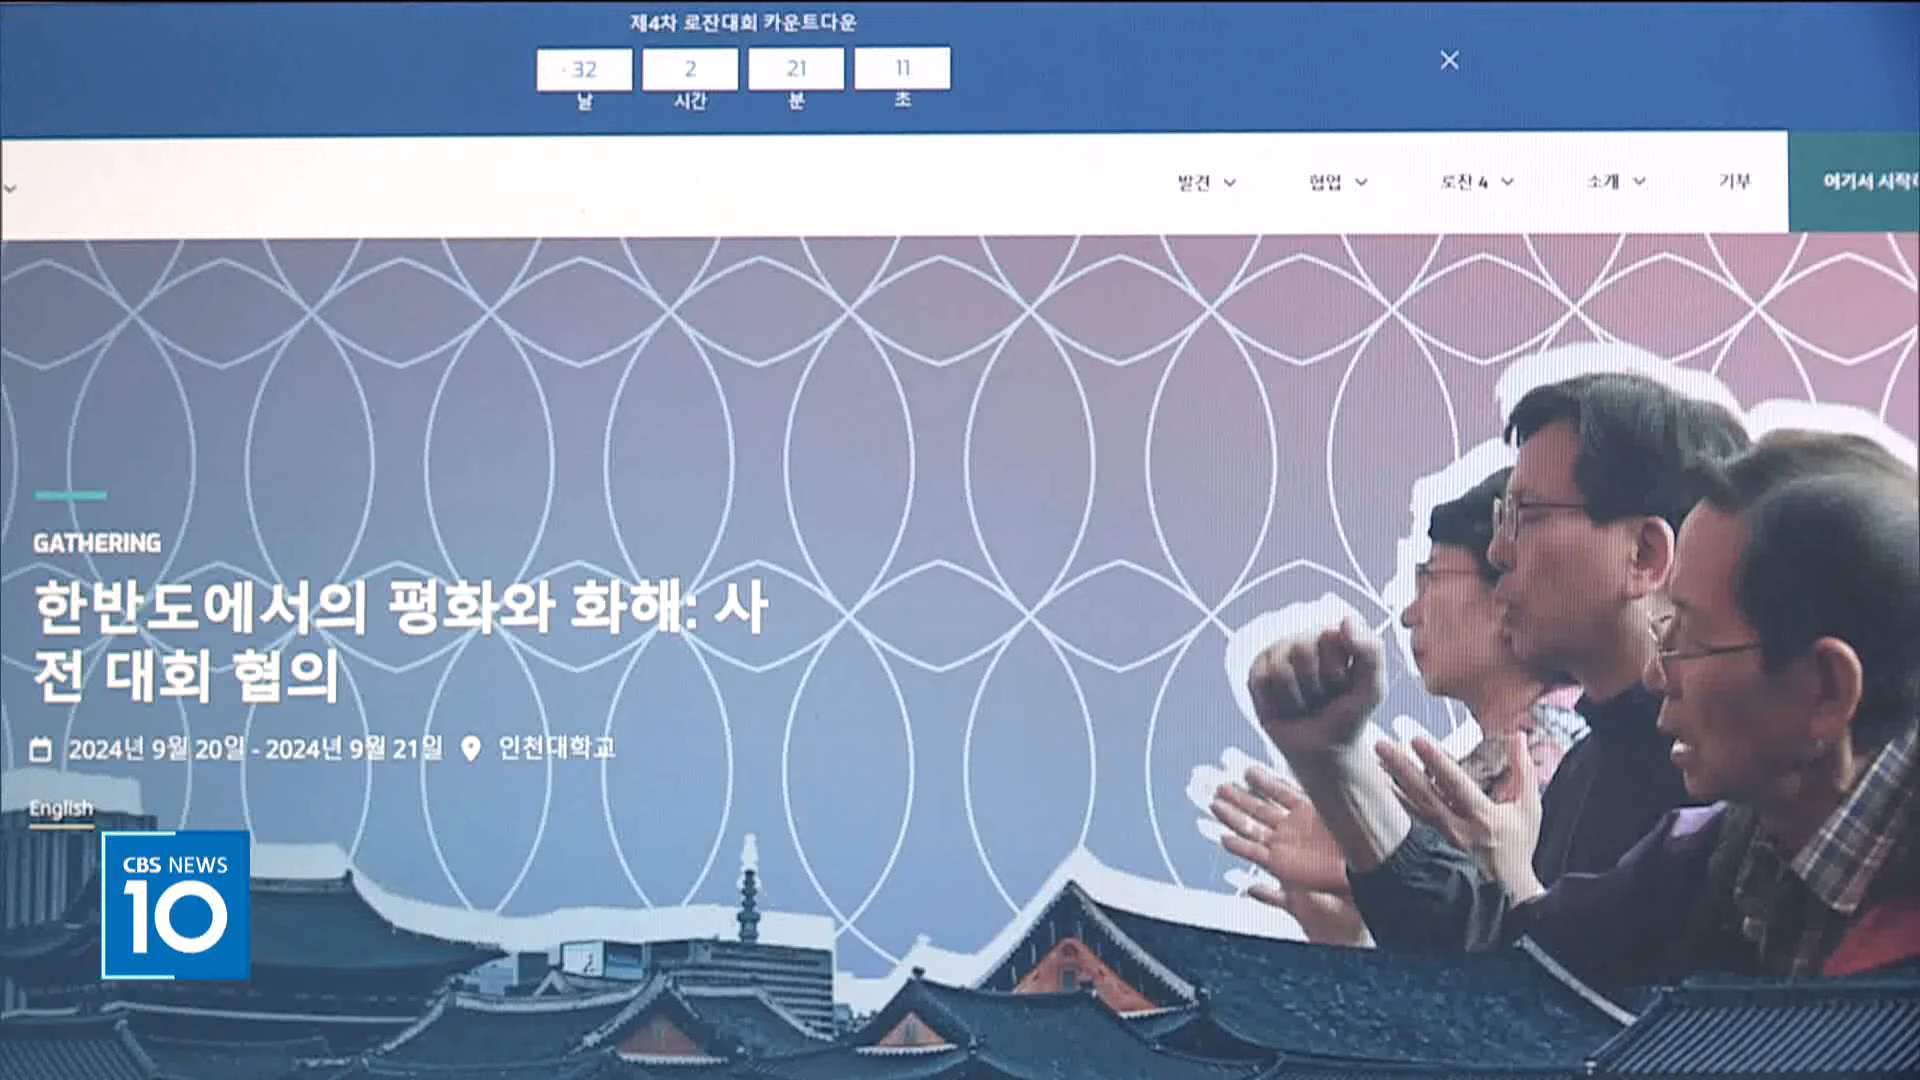 제4차 로잔대회 카운트다운
32 2 21 11
날 시간 분 초
발견 협업 로잔 4 소개 기부 여기서 시작
GATHERING
한반도에서의 평화와 화해: 사
전 대회 협의
2024년 9월 20일 - 2024년 9월 21일 인천대학교
English
CBS NEWS
10